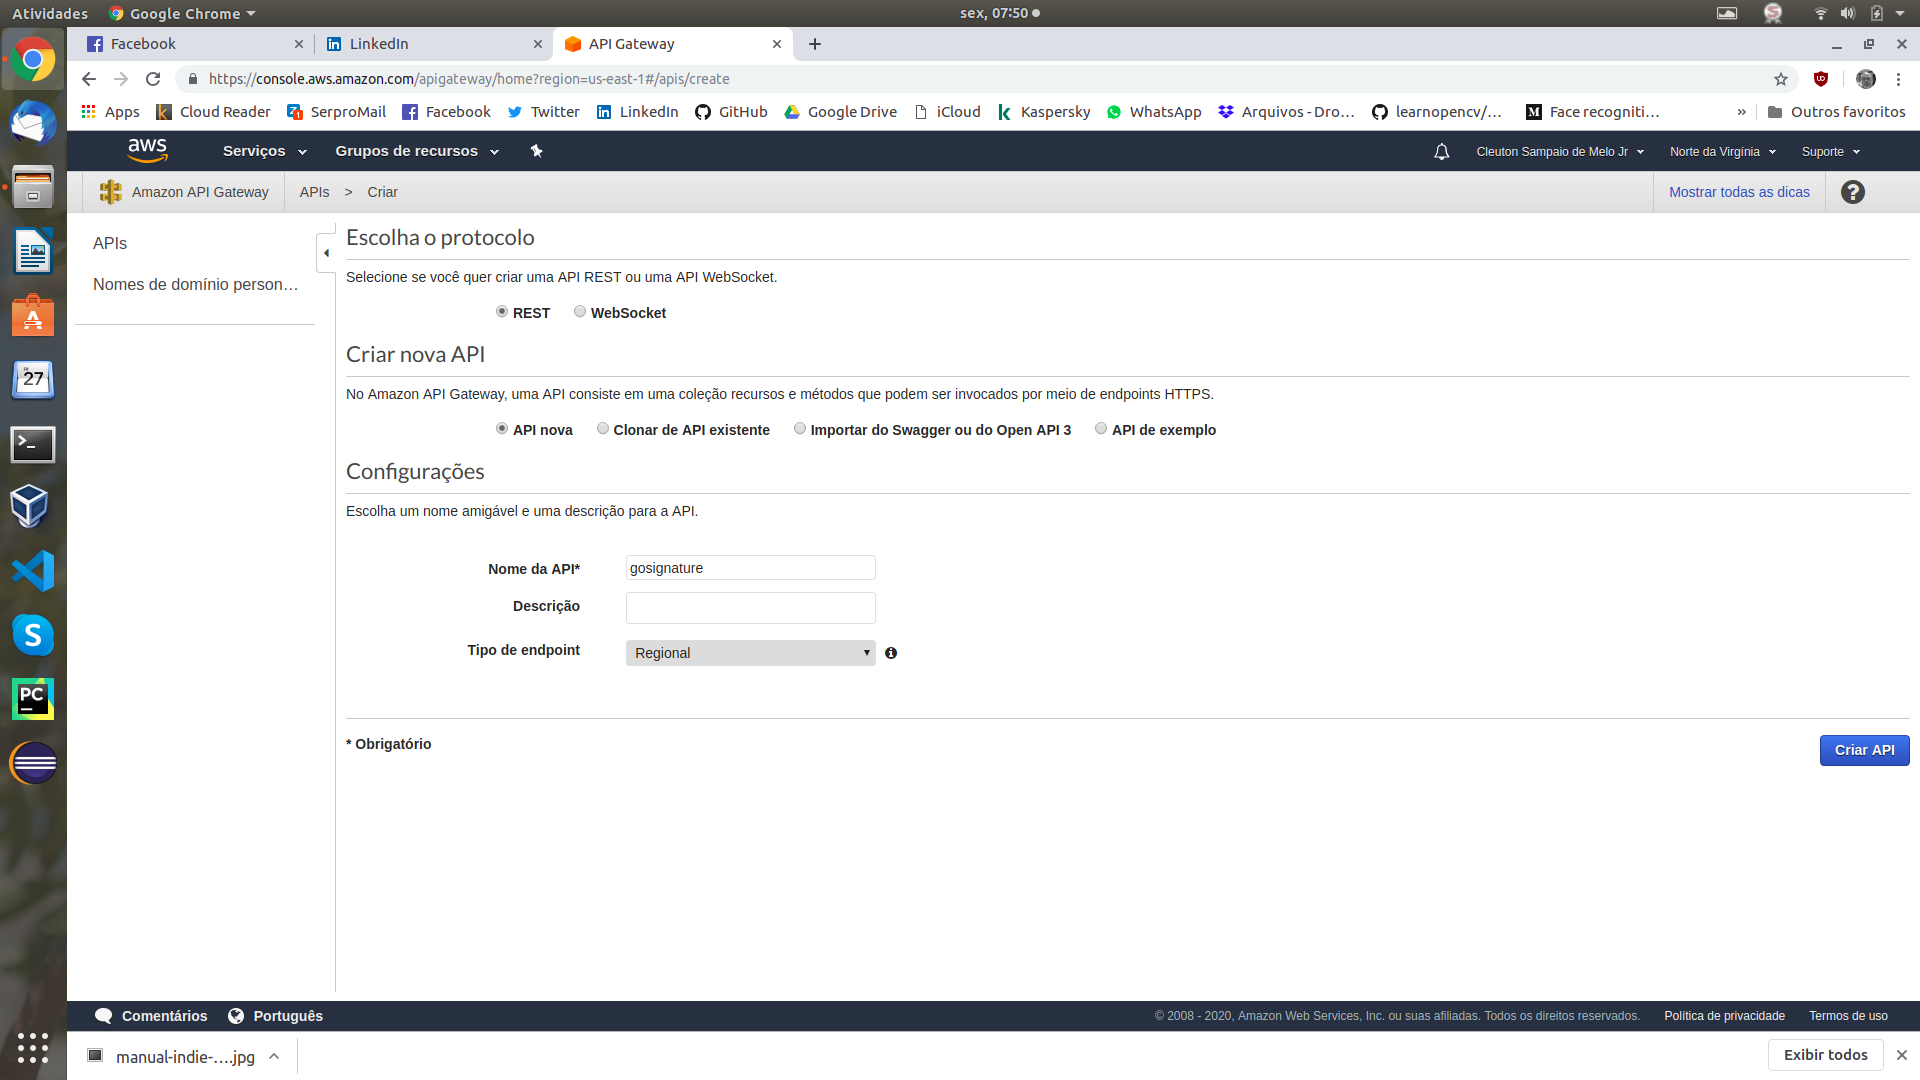 Atividades Google Chrome sex, 07:50
Facebook LinkedIn API Gateway
https://console.aws.amazon.com/apigateway/home?region=us-east-1#/apis/create
Apps Cloud Reader SerproMail Facebook Twitter LinkedIn GitHub Google Drive iCloud Kaspersky WhatsApp Arquivos - Dro… learnopencv/… Face recogniti… » Outros favoritos
aws Serviços Grupos de recursos Cleuton Sampaio de Melo Jr Norte da Virgínia Suporte
Amazon API Gateway APIs > Criar Mostrar todas as dicas ?
APIs
Nomes de domínio person…
Escolha o protocolo
Selecione se você quer criar uma API REST ou uma API WebSocket.
REST WebSocket
Criar nova API
No Amazon API Gateway, uma API consiste em uma coleção recursos e métodos que podem ser invocados por meio de endpoints HTTPS.
API nova Clonar de API existente Importar do Swagger ou do Open API 3 API de exemplo
Configurações
Escolha um nome amigável e uma descrição para a API.
Nome da API* gosignature
Descrição
Tipo de endpoint Regional
* Obrigatório Criar API
27
PC
Comentários Português © 2008 - 2020, Amazon Web Services, Inc. ou suas afiliadas. Todos os direitos reservados. Política de privacidade Termos de uso
manual-indie-….jpg Exibir todos